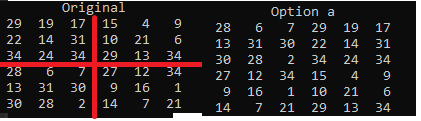 Original
29 19 17 15 4 9
22 14 31 10 21 6
34 24 34 29 13 34
28 6 7 27 12 34
13 31 30 9 16 1
30 28 2 14 7 21
Option a
28 6 7 29 19 17
13 31 30 22 14 31
30 28 2 34 24 34
27 12 34 15 4 9
9 16 1 10 21 6
14 7 21 29 13 34